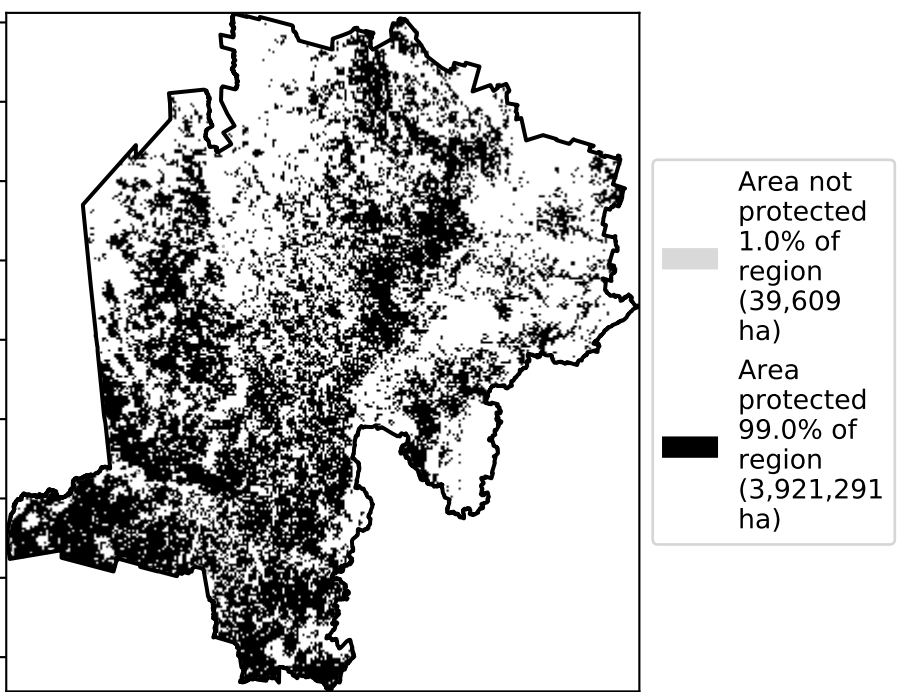 Area not
protected
1.0% of
region
(39,609
ha)
Area
protected
99.0% of
region
(3,921,291
ha)